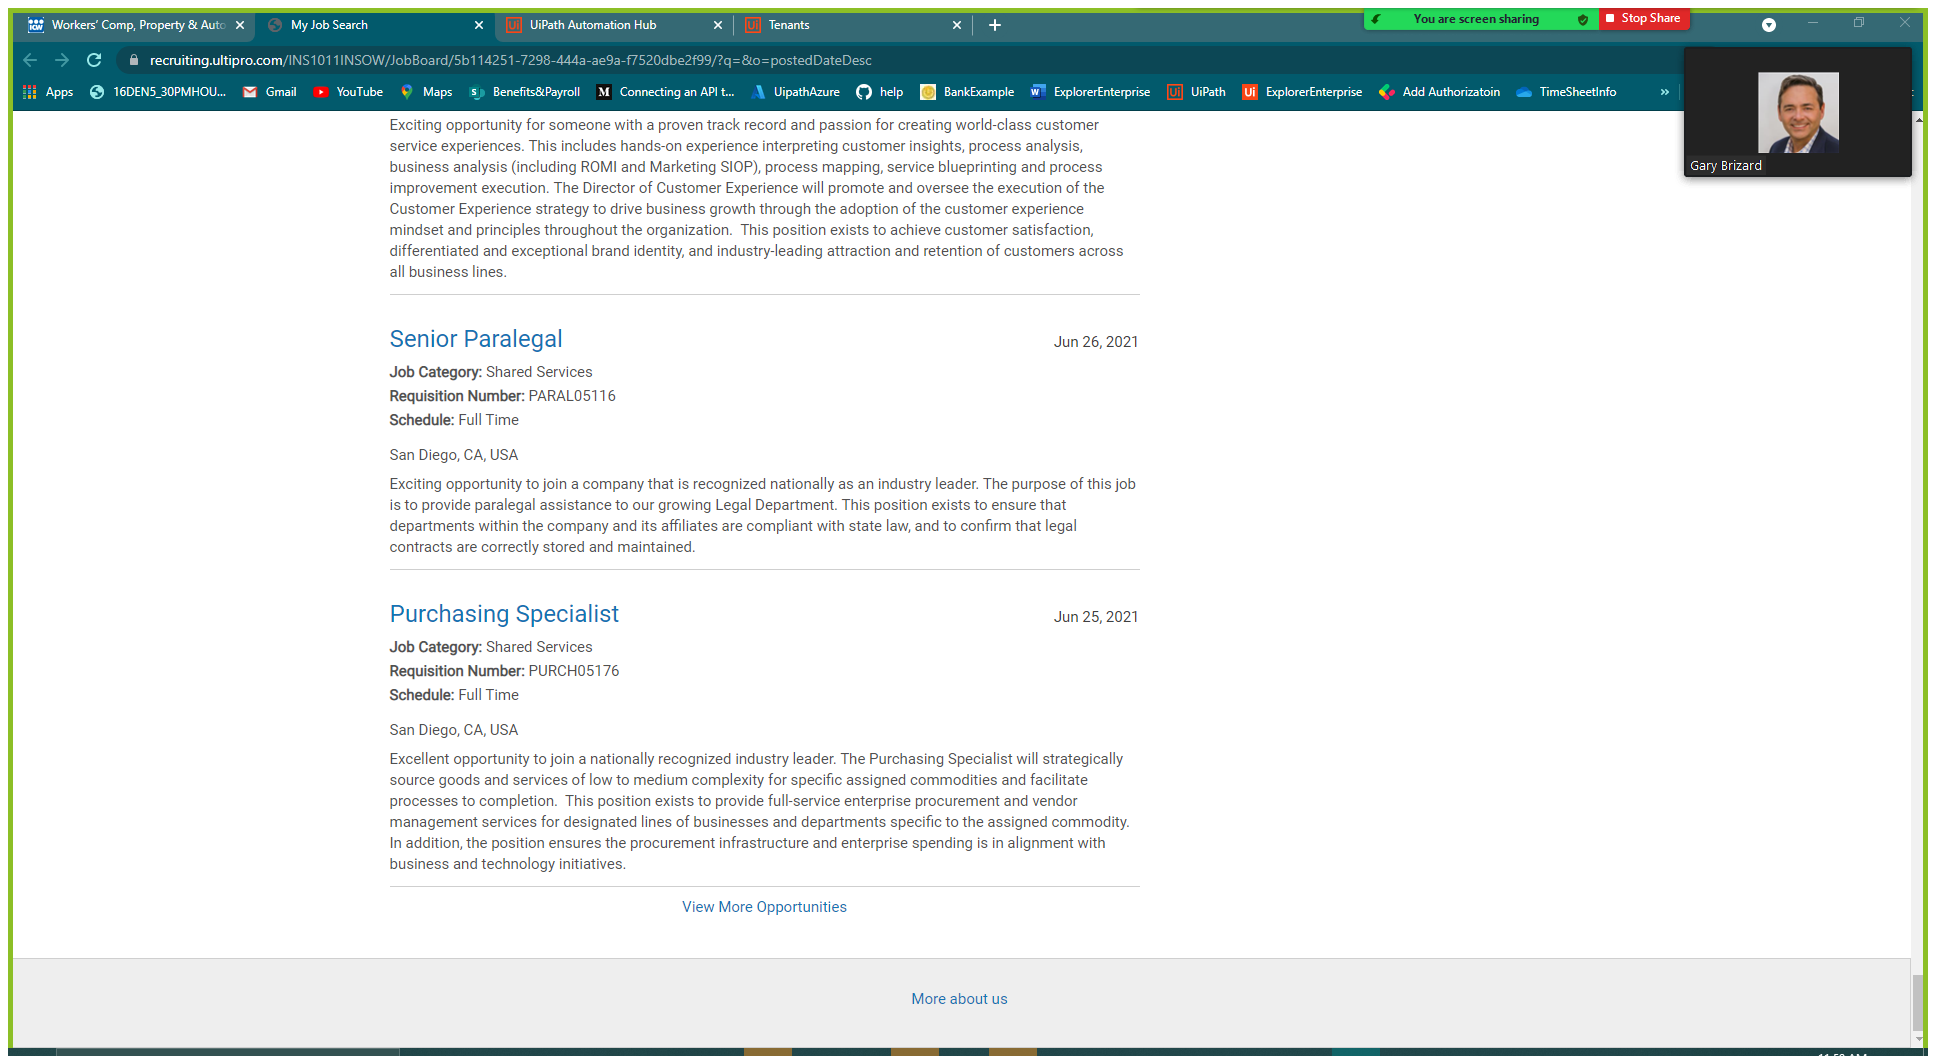 Workers' Comp, Property & Auto
My Job Search
UiPath Automation Hub
Tenants
You are screen sharing
Stop Share
recruiting.ultipro.com/INS1011INSOW/JobBoard/5b114251-7298-444a-ae9a-f7520dbe2f99/?q=&o=postedDateDesc
Apps
16DEN5_30PMHOU...
Gmail
YouTube
Maps
Benefits&Payroll
Connecting an API t...
UipathAzure
help
BankExample
ExplorerEnterprise
UiPath
ExplorerEnterprise
Add Authorizatoin
TimeSheetInfo
»
Gary Brizard
Exciting opportunity for someone with a proven track record and passion for creating world-class customer
service experiences. This includes hands-on experience interpreting customer insights, process analysis,
business analysis (including ROMI and Marketing SIOP), process mapping, service blueprinting and process
improvement execution. The Director of Customer Experience will promote and oversee the execution of the
Customer Experience strategy to drive business growth through the adoption of the customer experience
mindset and principles throughout the organization.  This position exists to achieve customer satisfaction,
differentiated and exceptional brand identity, and industry-leading attraction and retention of customers across
all business lines.
Senior Paralegal
Jun 26, 2021
Job Category: Shared Services
Requisition Number: PARAL05116
Schedule: Full Time
San Diego, CA, USA
Exciting opportunity to join a company that is recognized nationally as an industry leader. The purpose of this job
is to provide paralegal assistance to our growing Legal Department. This position exists to ensure that
departments within the company and its affiliates are compliant with state law, and to confirm that legal
contracts are correctly stored and maintained.
Purchasing Specialist
Jun 25, 2021
Job Category: Shared Services
Requisition Number: PURCH05176
Schedule: Full Time
San Diego, CA, USA
Excellent opportunity to join a nationally recognized industry leader. The Purchasing Specialist will strategically
source goods and services of low to medium complexity for specific assigned commodities and facilitate
processes to completion.  This position exists to provide full-service enterprise procurement and vendor
management services for designated lines of businesses and departments specific to the assigned commodity.
In addition, the position ensures the procurement infrastructure and enterprise spending is in alignment with
business and technology initiatives.
View More Opportunities
More about us